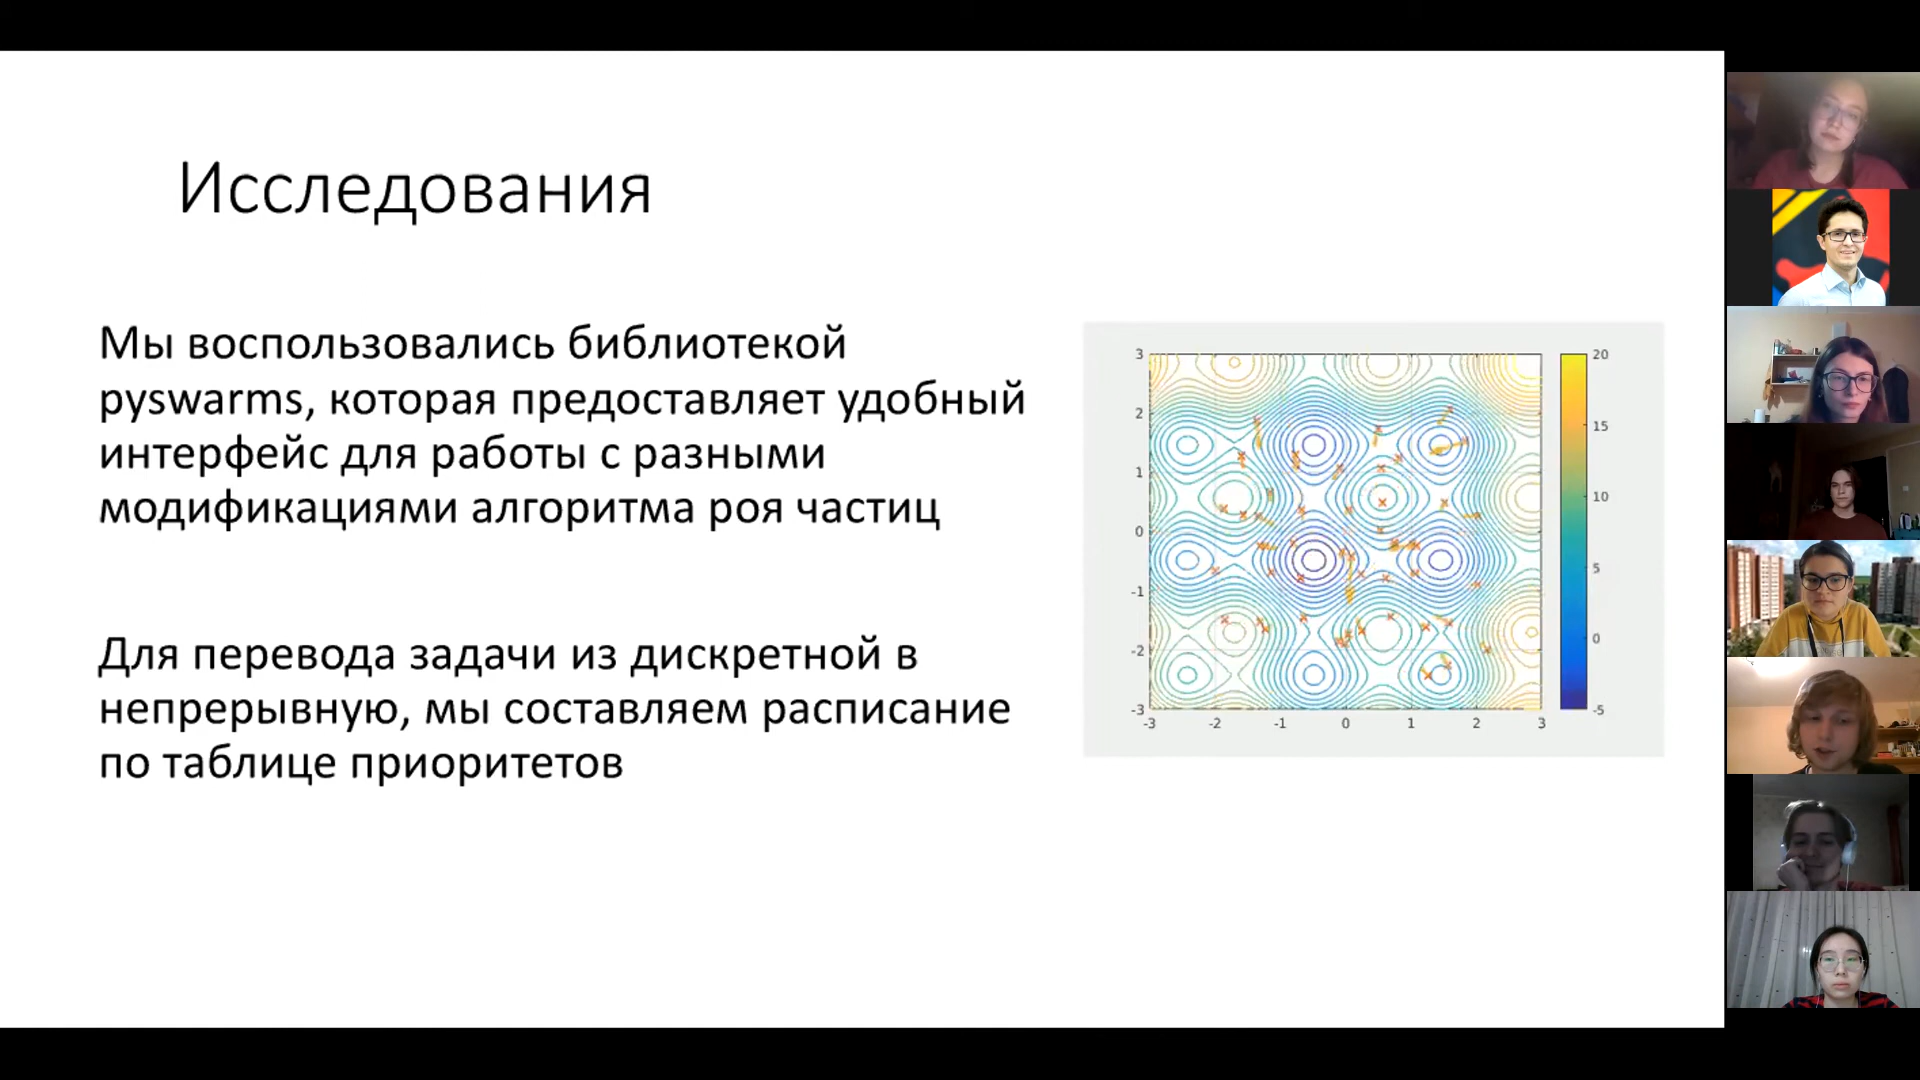 Исследования
Мы воспользовались библиотекой
pyswarms, которая предоставляет удобный
интерфейс для работы с разными
модификациями алгоритма роя частиц
Для перевода задачи из дискретной в
непрерывную, мы составляем расписание
по таблице приоритетов
3
2
1
0
-1
-2
-3
-3 -2 -1 0 1 2 3
20
15
10
5
0
-5